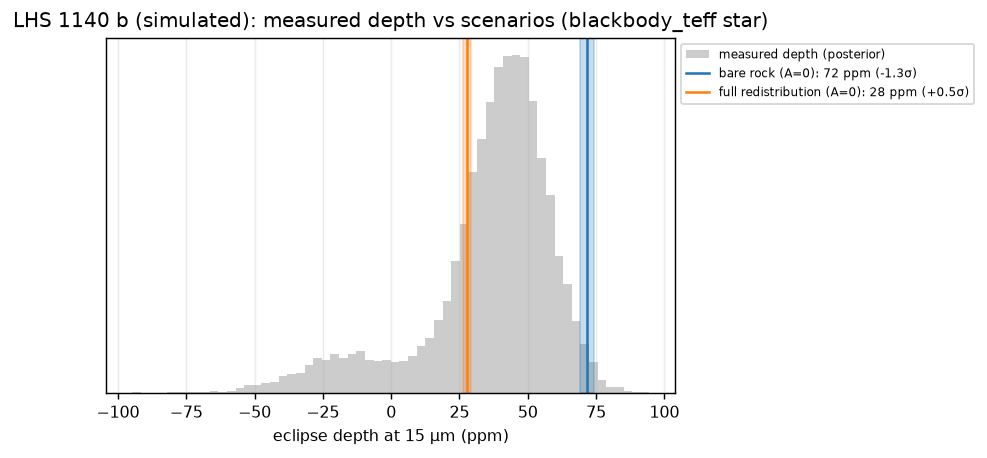 LHS 1140 b (simulated): measured depth vs scenarios (blackbody_teff star)
measured depth (posterior)
bare rock (A=0): 72 ppm (-1.3σ)
full redistribution (A=0): 28 ppm (+0.5σ)
−100 −75 −50 −25 0 25 50 75 100
eclipse depth at 15 µm (ppm)